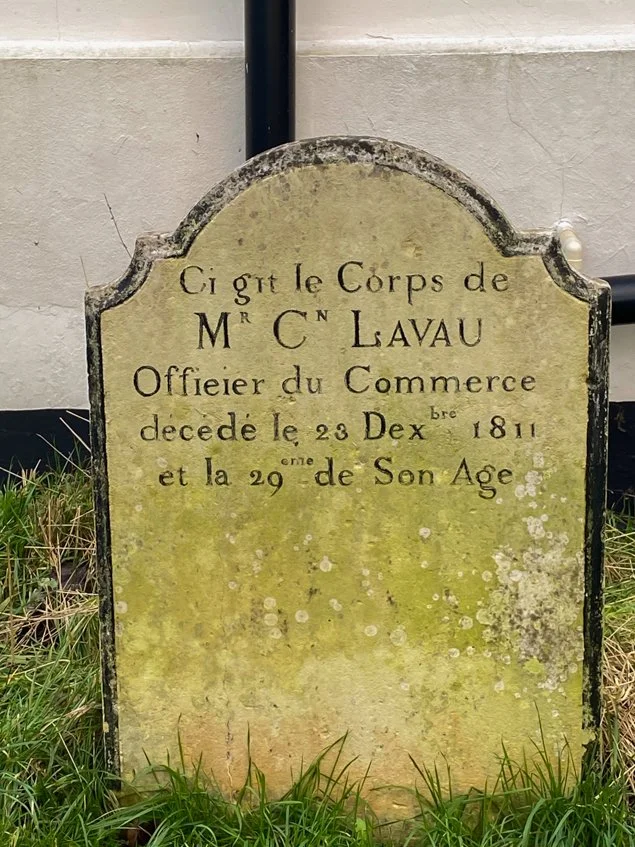 Ci git le Corps de
Mᴿ Cᴺ LAVAU
Offieier du Commerce
décédé le 23 Dexᵇʳᵉ 1811
et la 29ᵉᵐᵉ de Son Age